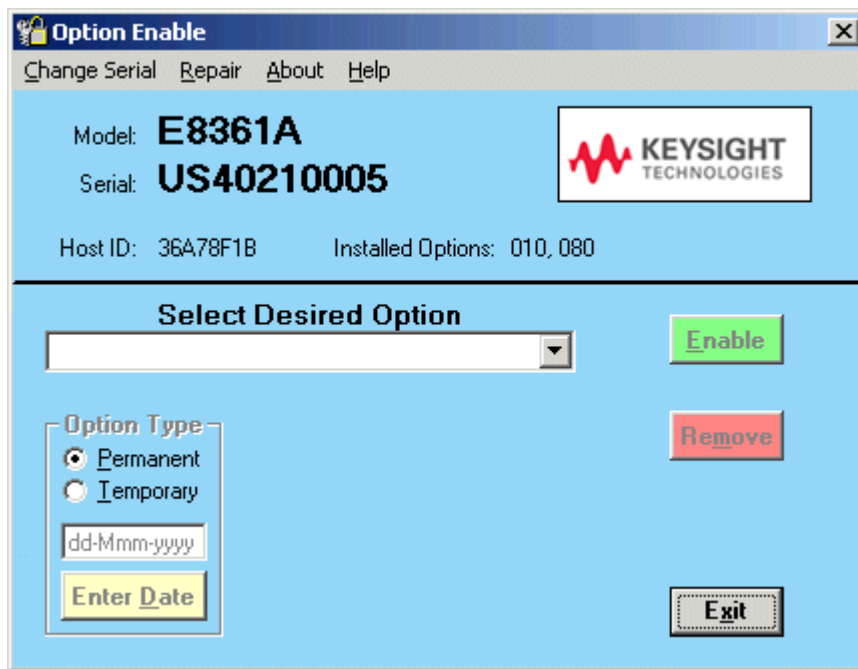 Option Enable
Change Serial Repair About Help
Model: E8361A
KEYSIGHT
TECHNOLOGIES
Serial: US40210005
Host ID: 36A78F1B Installed Options: 010, 080
Select Desired Option
Enable
Option Type
Remove
Permanent
Temporary
dd-Mmm-yyyy
Enter Date
Exit